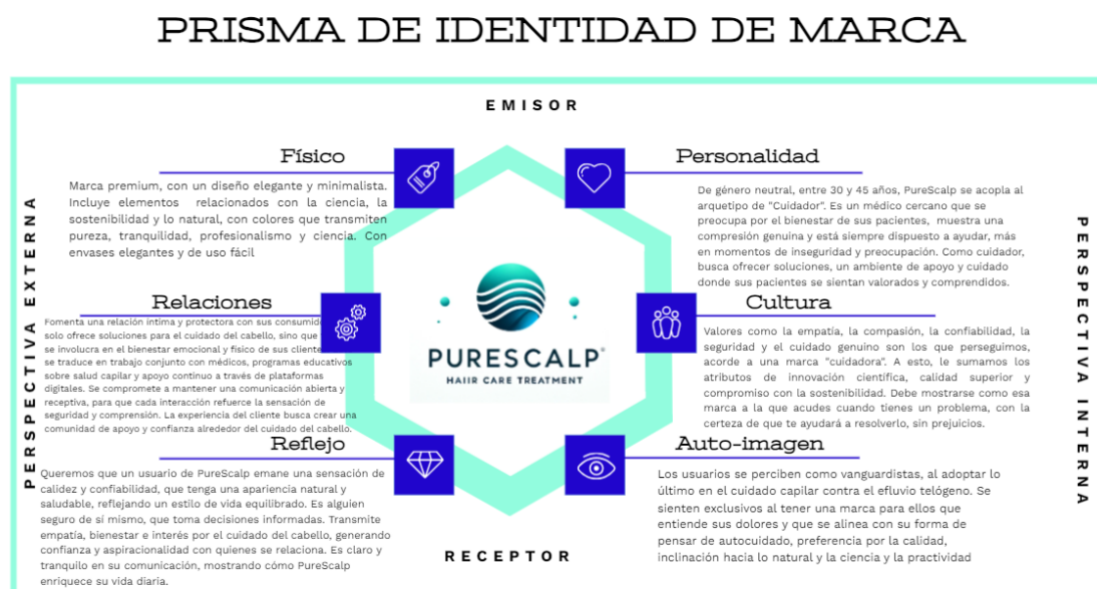 PRISMA DE IDENTIDAD DE MARCA
EMISOR
PERSPECTIVA EXTERNA
Físico
Marca premium, con un diseño elegante y minimalista.
Incluye elementos relacionados con la ciencia, la
sostenibilidad y lo natural, con colores que transmiten
pureza, tranquilidad, profesionalismo y ciencia. Con
envases elegantes y de uso fácil
Personalidad
De género neutral, entre 30 y 45 años, PureScalp se acopla al
arquetipo de "Cuidador". Es un médico cercano que se
preocupa por el bienestar de sus pacientes, muestra una
compresión genuina y está siempre dispuesto a ayudar, más
en momentos de inseguridad y preocupación. Como cuidador,
busca ofrecer soluciones, un ambiente de apoyo y cuidado
donde sus pacientes se sientan valorados y comprendidos.
Relaciones
Fomenta una relación íntima y protectora con sus
solo ofrece soluciones para el cuidado del cabello, sino que
se involucra en el bienestar emocional y físico de sus
se traduce en trabajo conjunto con médicos, programas educativos
sobre salud capilar y apoyo continuo a través de plataformas
digitales. Se compromete a mantener una comunicación abierta y
receptiva, para que cada interacción refuerce la sensación de
seguridad y comprensión. La experiencia del cliente busca crear una
comunidad de apoyo y confianza alrededor del cuidado del cabello.
PURESCALP®
HAIIR CARE TREATMENT
Cultura
Valores como la empatía, la compasión, la confiabilidad, la
seguridad y el cuidado genuino son los que perseguimos,
acorde a una marca "cuidadora". A esto, le sumamos los
atributos de innovación científica, calidad superior y
compromiso con la sostenibilidad. Debe mostrarse como esa
marca a la que acudes cuando tienes un problema, con la
certeza de que te ayudará a resolverlo, sin prejuicios.
Reflejo
Queremos que un usuario de PureScalp emane una sensación de
calidez y confiabilidad, que tenga una apariencia natural y
saludable, reflejando un estilo de vida equilibrado. Es alguien
seguro de sí mismo, que toma decisiones informadas. Transmite
empatía, bienestar e interés por el cuidado del cabello, generando
confianza y aspiracionalidad con quienes se relaciona. Es claro y
tranquilo en su comunicación, mostrando cómo PureScalp
enriquece su vida diaria.
Auto-imagen
Los usuarios se perciben como vanguardistas, al adoptar lo
último en el cuidado capilar contra el efluvio telógeno. Se
sienten exclusivos al tener una marca para ellos que
entiende sus dolores y que se alinea con su forma de
pensar de autocuidado, preferencia por la calidad,
inclinación hacia lo natural y la ciencia y la practividad
PERSPECTIVA INTERNA
RECEPTOR